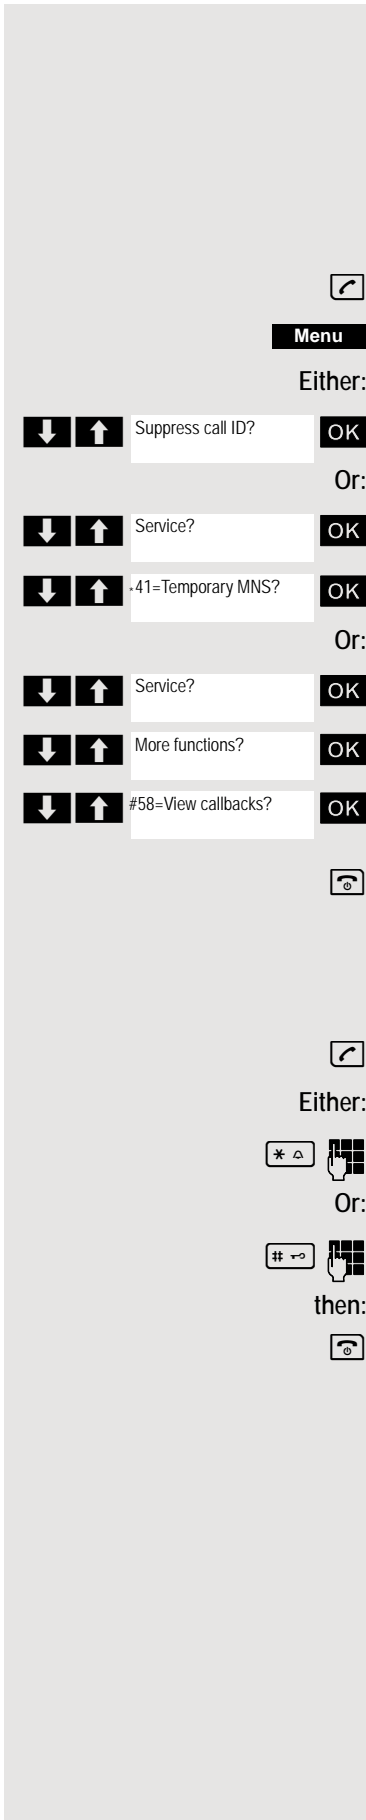 Menu
Either:
Suppress call ID? OK
Or:
Service? OK
*41=Temporary MNS? OK
Or:
Service? OK
More functions? OK
#58=View callbacks? OK
Either:
*
Or:
#
then: